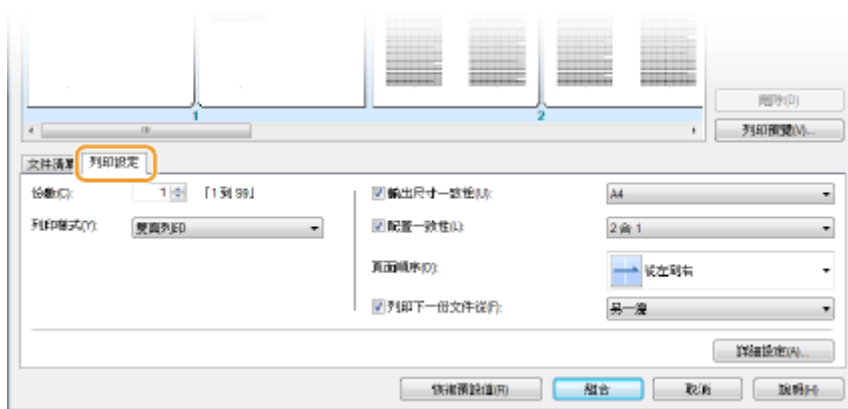 1
2
刪除(D)
列印預覽(V)...
文件清單
列印設定
份數(C):
1
「1 到 99」
輸出尺寸一致性(U):
A4
列印樣式(Y):
雙面列印
配置一致性(L):
2 合 1
頁面順序(O):
從左到右
列印下一份文件從(F):
另一邊
詳細設定(A)...
恢復預設值(R)
組合
取消
說明(H)